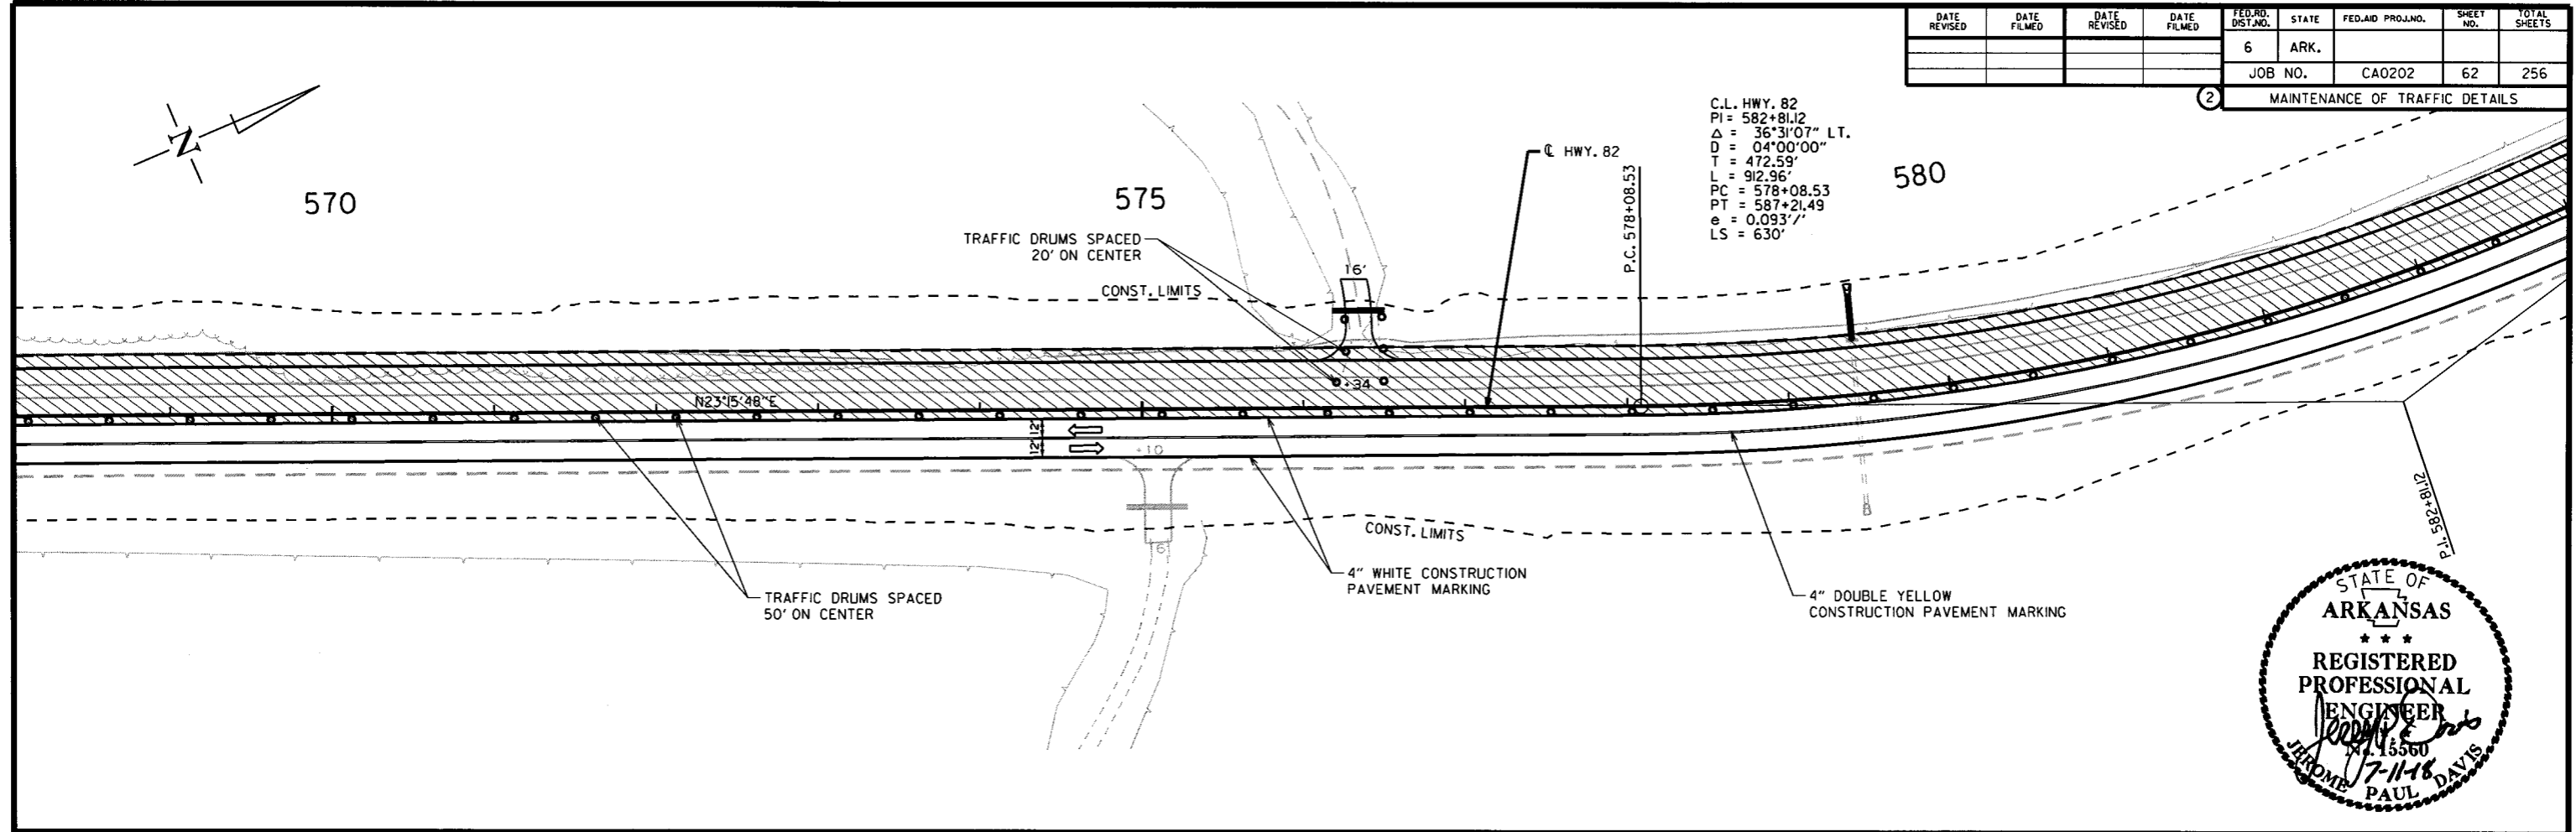 DATE REVISED
DATE FILMED
DATE REVISED
DATE FILMED
FED.RD. DIST.NO.
STATE
FED.AID PROJ.NO.
SHEET NO.
TOTAL SHEETS
6
ARK.
JOB NO.
CA0202
62
256
2
MAINTENANCE OF TRAFFIC DETAILS
N
570
575
580
C.L. HWY. 82
PI = 582+81.12
Δ = 36°31'07" LT.
D = 04°00'00"
T = 472.59'
L = 912.96'
PC = 578+08.53
PT = 587+21.49
e = 0.093'/'
LS = 630'
℄ HWY. 82
P.C. 578+08.53
TRAFFIC DRUMS SPACED
20' ON CENTER
CONST. LIMITS
16'
+34
N23°15'48"E
12'
12'
+10
CONST. LIMITS
TRAFFIC DRUMS SPACED
50' ON CENTER
4" WHITE CONSTRUCTION
PAVEMENT MARKING
4" DOUBLE YELLOW
CONSTRUCTION PAVEMENT MARKING
P.I. 582+81.12
STATE OF
ARKANSAS
★ ★ ★
REGISTERED
PROFESSIONAL
ENGINEER
No. 15560
7-11-18
JEROME PAUL DAVIS